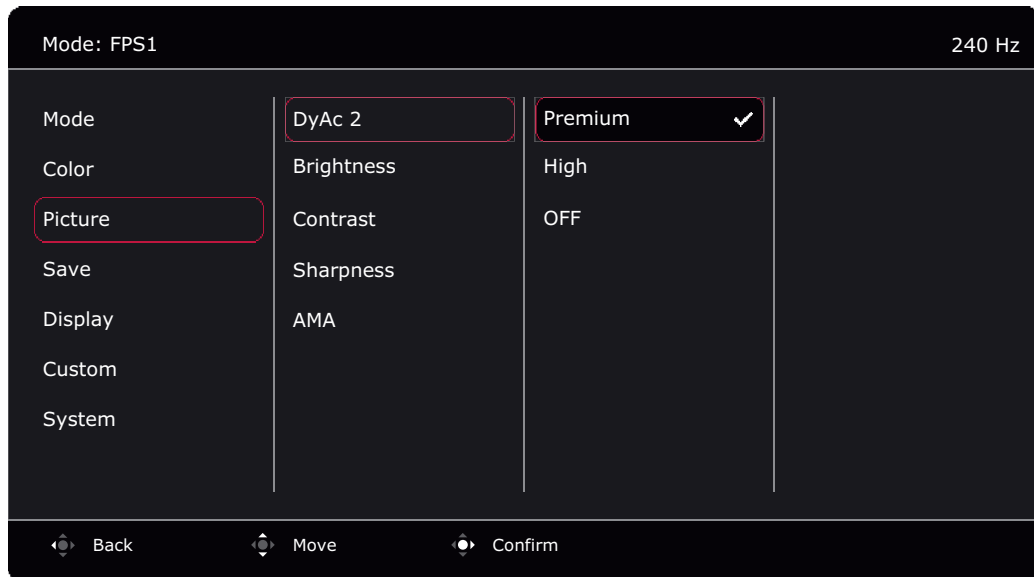 Mode: FPS1
240 Hz
Mode
Color
Picture
Save
Display
Custom
System
DyAc 2
Brightness
Contrast
Sharpness
AMA
Premium
High
OFF
Back
Move
Confirm